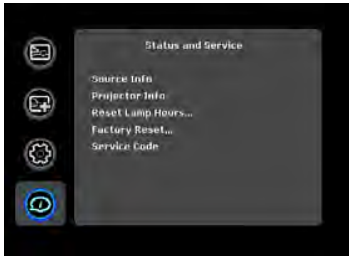 Status and Service
Source Info
Projector Info
Reset Lamp Hours...
Factory Reset...
Service Code